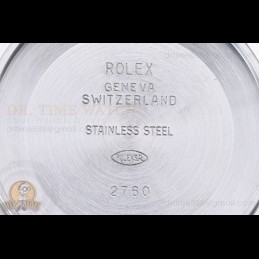 ROLEX
GENEVA
SWITZERLAND
STAINLESS STEEL
2760